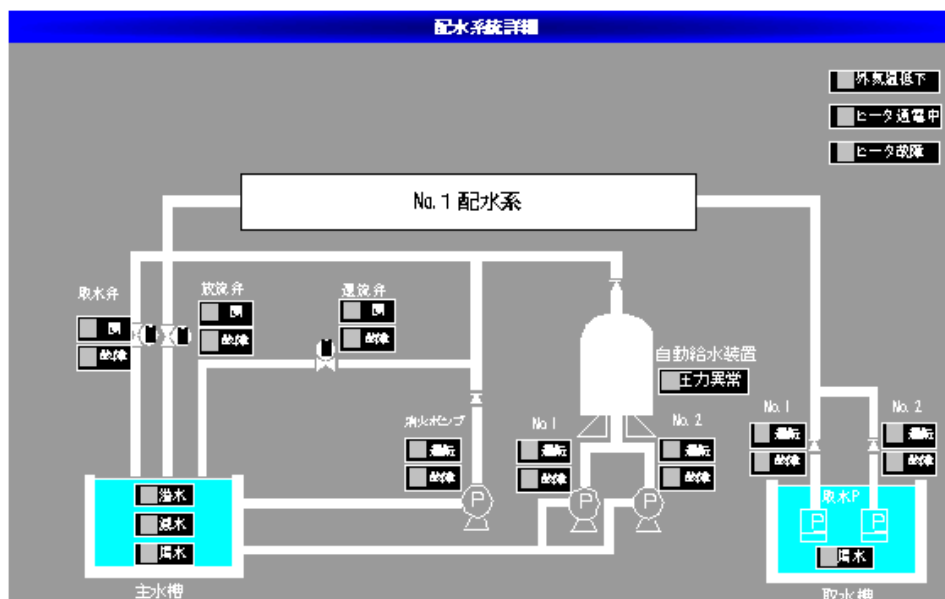 配水系統詳細
外気温低下
ヒータ通電中
ヒータ故障
No.1 配水系
取水弁
開
故障
放流弁
開
故障
還流弁
開
故障
自動給水装置
圧力異常
消火ポンプ
運転
故障
No.1
運転
故障
No.2
運転
故障
No.1
運転
故障
No.2
運転
故障
P
P
P
溢水
減水
渇水
主水槽
取水P
P
P
渇水
取水槽